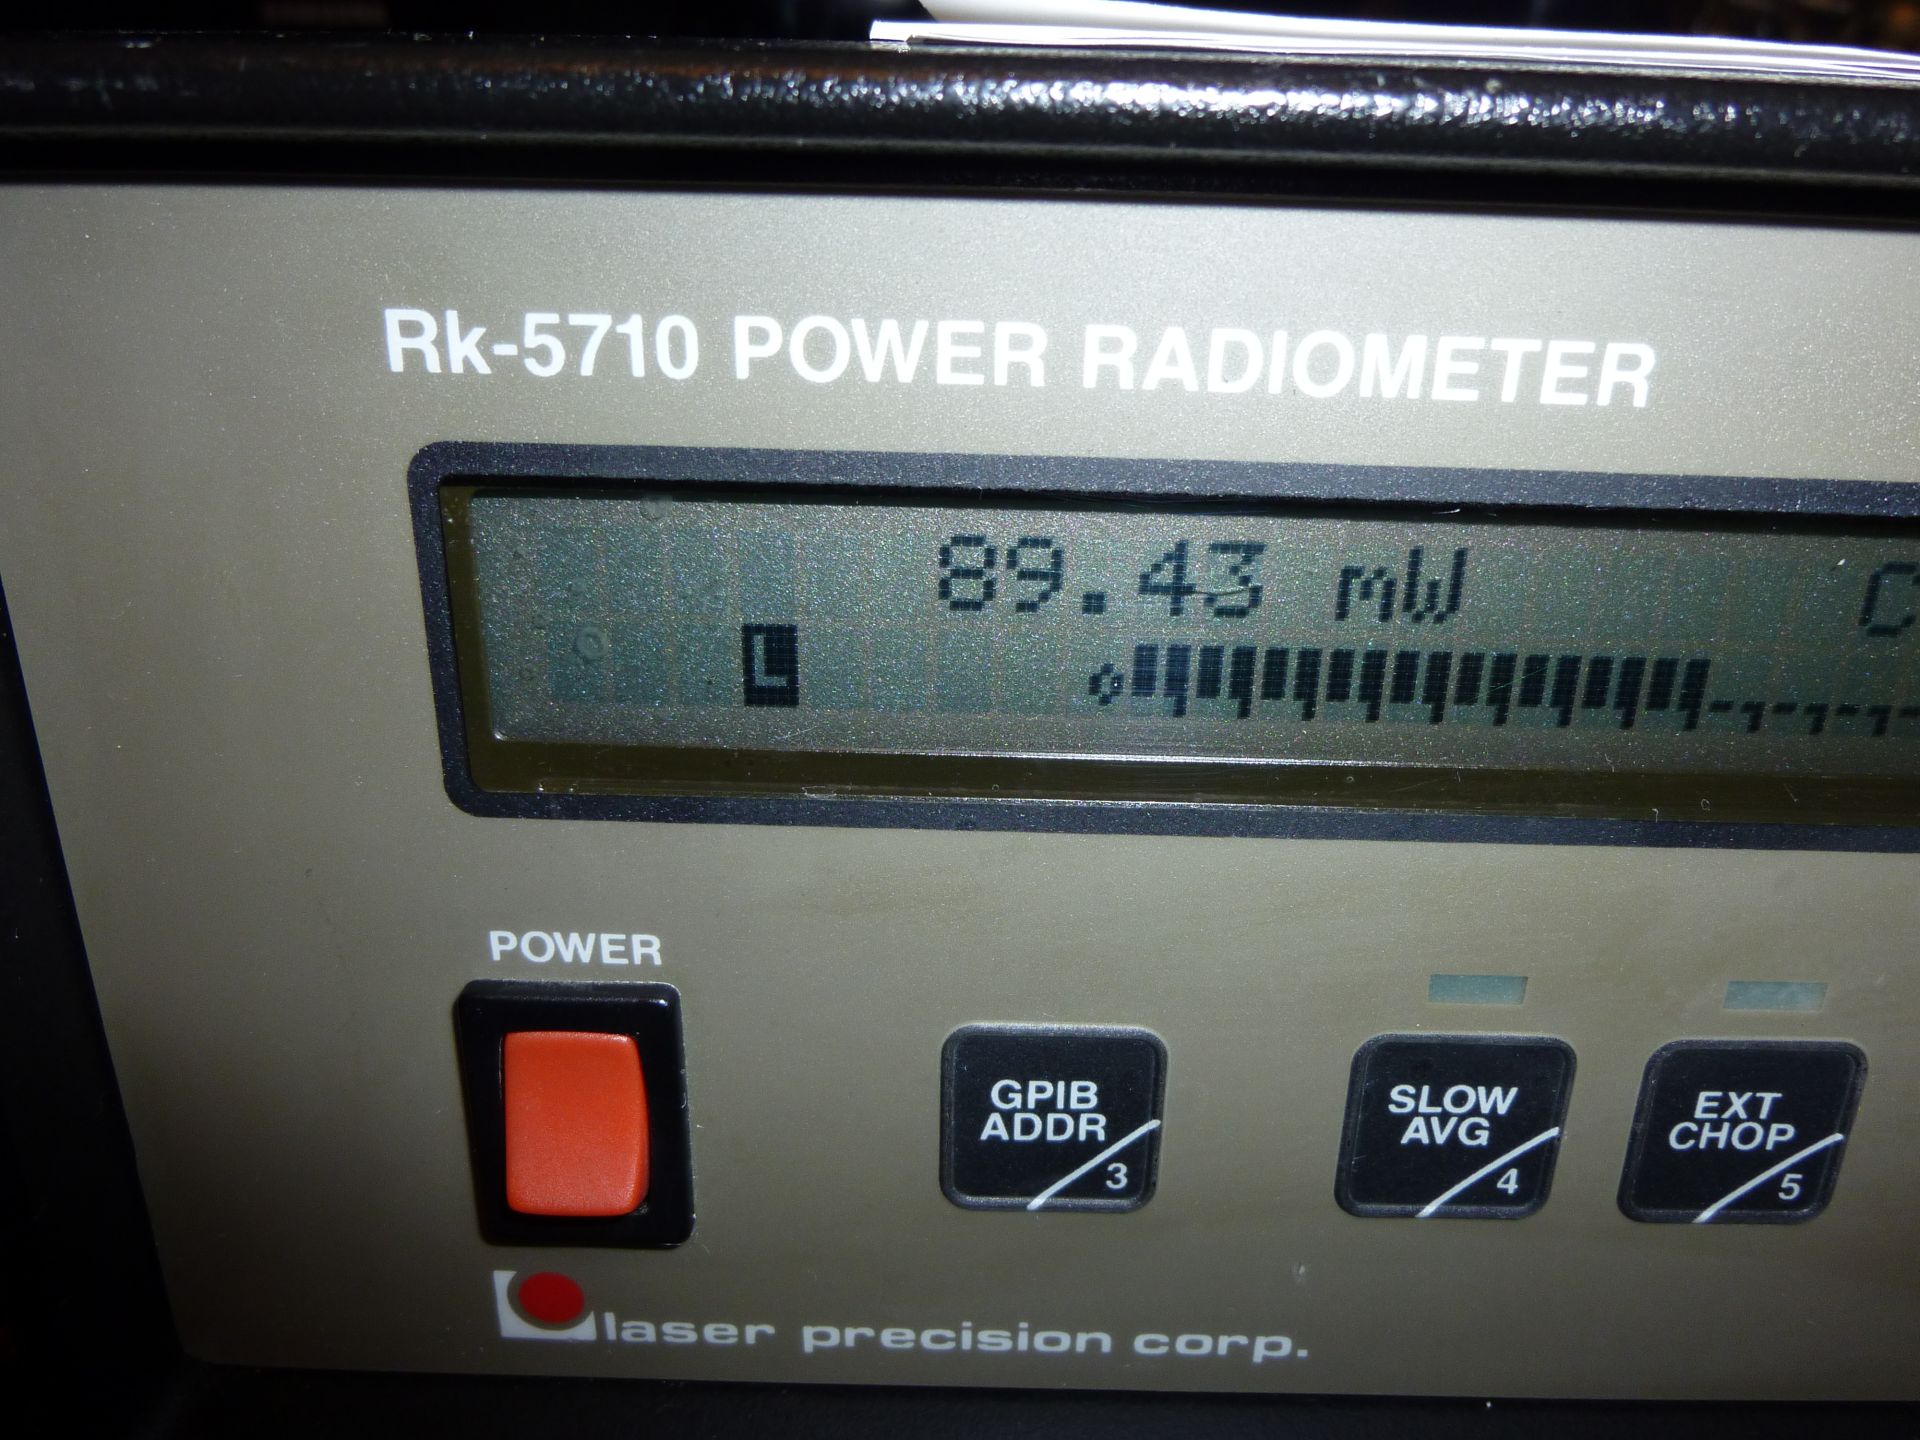 Rk-5710 POWER RADIOMETER
89.43 mW C
L
0
POWER
GPIB
ADDR
3
SLOW
AVG
4
EXT
CHOP
5
laser precision corp.